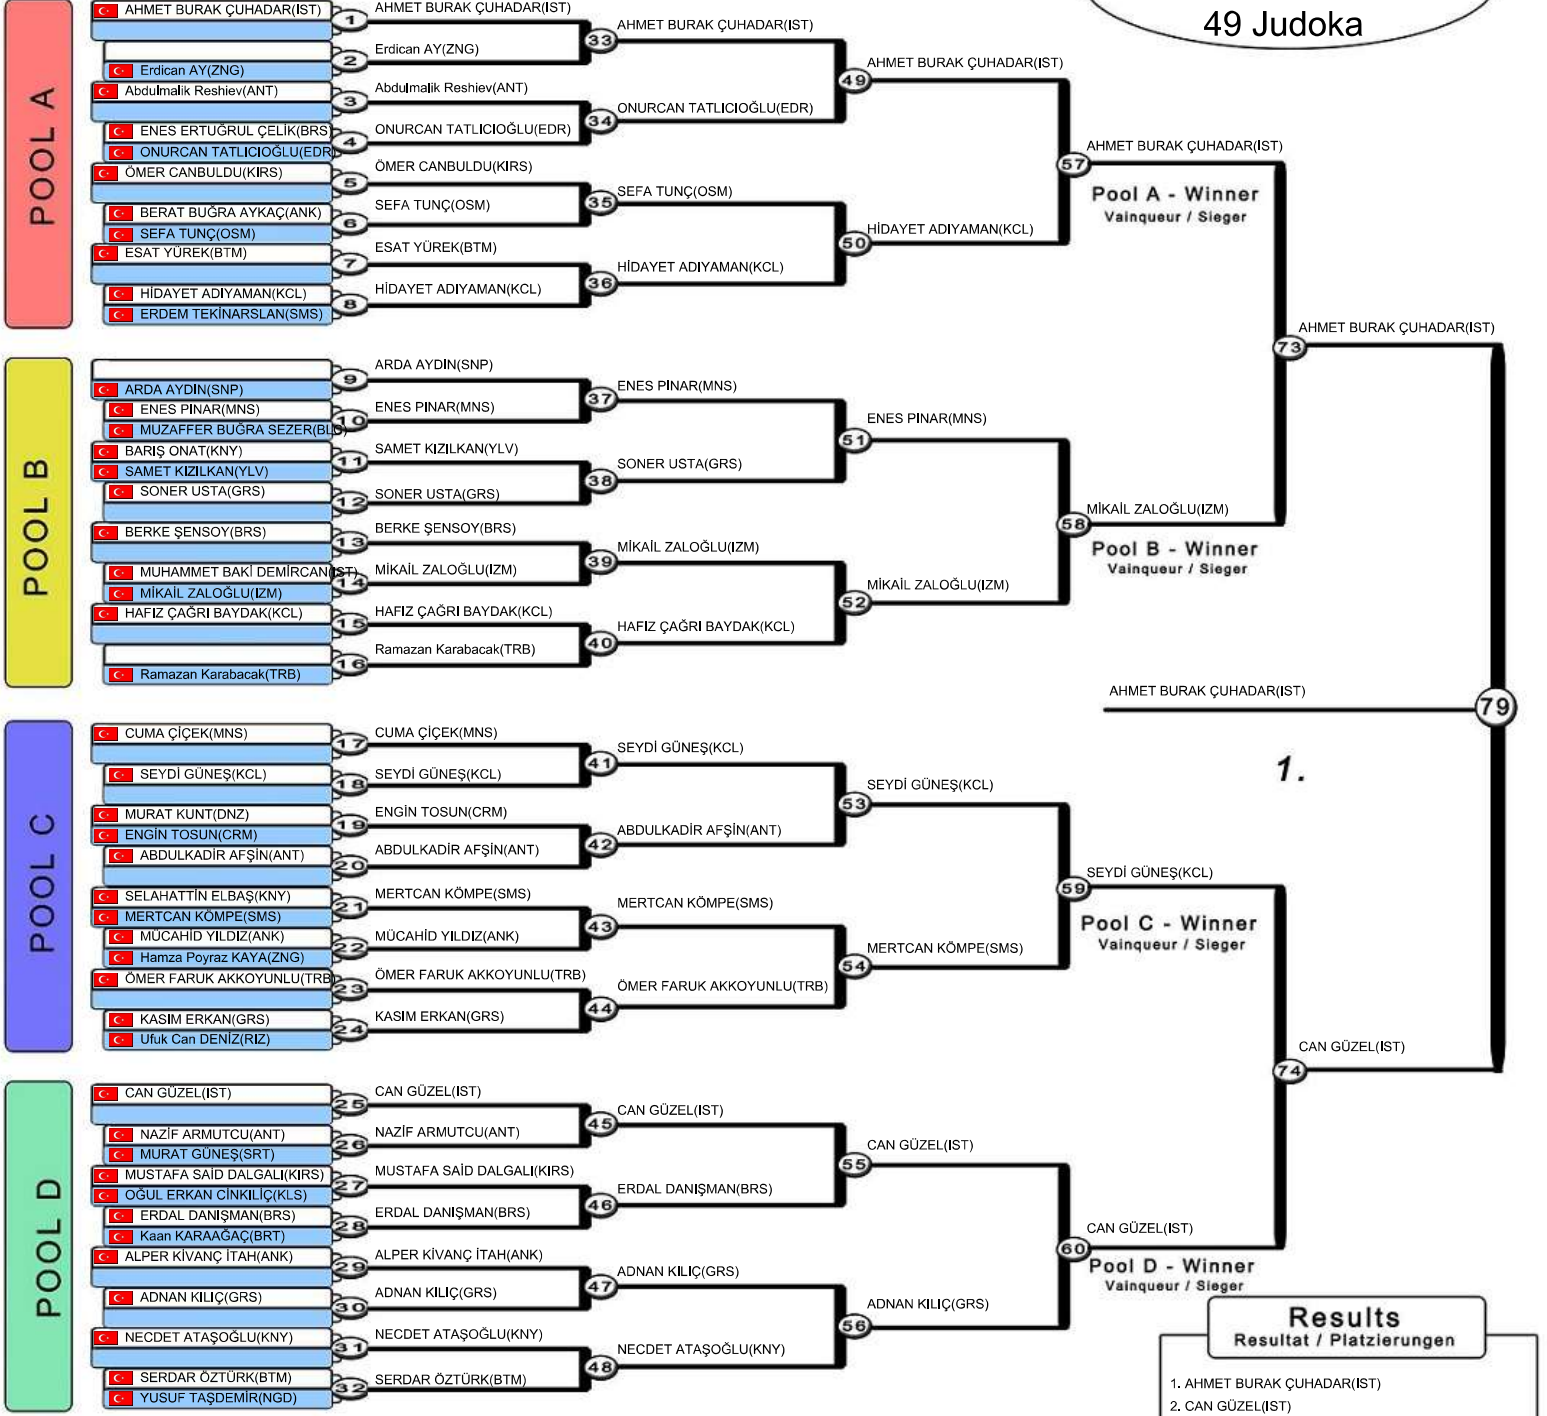 49 Judoka
POOL A
AHMET BURAK ÇUHADAR(IST)
Erdican AY(ZNG)
Abdulmalik Reshiev(ANT)
ENES ERTUĞRUL ÇELİK(BRS)
ONURCAN TATLICIOĞLU(EDR)
ÖMER CANBULDU(KIRS)
BERAT BUĞRA AYKAÇ(ANK)
SEFA TUNÇ(OSM)
ESAT YÜREK(BTM)
HİDAYET ADIYAMAN(KCL)
ERDEM TEKİNARSLAN(SMS)
1
2
3
4
5
6
7
8
AHMET BURAK ÇUHADAR(IST)
Erdican AY(ZNG)
Abdulmalik Reshiev(ANT)
ONURCAN TATLICIOĞLU(EDR)
ÖMER CANBULDU(KIRS)
SEFA TUNÇ(OSM)
ESAT YÜREK(BTM)
HİDAYET ADIYAMAN(KCL)
33
34
35
36
AHMET BURAK ÇUHADAR(IST)
ONURCAN TATLICIOĞLU(EDR)
SEFA TUNÇ(OSM)
HİDAYET ADIYAMAN(KCL)
49
50
AHMET BURAK ÇUHADAR(IST)
HİDAYET ADIYAMAN(KCL)
57
AHMET BURAK ÇUHADAR(IST)
Pool A - Winner
Vainqueur / Sieger
POOL B
ARDA AYDIN(SNP)
ENES PINAR(MNS)
MUZAFFER BUĞRA SEZER(BLC)
BARIŞ ONAT(KNY)
SAMET KIZILKAN(YLV)
SONER USTA(GRS)
BERKE ŞENSOY(BRS)
MUHAMMET BAKİ DEMİRCAN(IST)
MİKAİL ZALOĞLU(IZM)
HAFIZ ÇAĞRI BAYDAK(KCL)
Ramazan Karabacak(TRB)
9
10
11
12
13
14
15
16
ARDA AYDIN(SNP)
ENES PINAR(MNS)
SAMET KIZILKAN(YLV)
SONER USTA(GRS)
BERKE ŞENSOY(BRS)
MİKAİL ZALOĞLU(IZM)
HAFIZ ÇAĞRI BAYDAK(KCL)
Ramazan Karabacak(TRB)
37
38
39
40
ENES PINAR(MNS)
SONER USTA(GRS)
MİKAİL ZALOĞLU(IZM)
HAFIZ ÇAĞRI BAYDAK(KCL)
51
52
ENES PINAR(MNS)
MİKAİL ZALOĞLU(IZM)
58
MİKAİL ZALOĞLU(IZM)
Pool B - Winner
Vainqueur / Sieger
73
AHMET BURAK ÇUHADAR(IST)
AHMET BURAK ÇUHADAR(IST)
79
1.
POOL C
CUMA ÇİÇEK(MNS)
SEYDİ GÜNEŞ(KCL)
MURAT KUNT(DNZ)
ENGİN TOSUN(CRM)
ABDULKADİR AFŞİN(ANT)
SELAHATTİN ELBAŞ(KNY)
MERTCAN KÖMPE(SMS)
MÜCAHİD YILDIZ(ANK)
Hamza Poyraz KAYA(ZNG)
ÖMER FARUK AKKOYUNLU(TRB)
KASIM ERKAN(GRS)
Ufuk Can DENİZ(RIZ)
17
18
19
20
21
22
23
24
CUMA ÇİÇEK(MNS)
SEYDİ GÜNEŞ(KCL)
ENGİN TOSUN(CRM)
ABDULKADİR AFŞİN(ANT)
MERTCAN KÖMPE(SMS)
MÜCAHİD YILDIZ(ANK)
ÖMER FARUK AKKOYUNLU(TRB)
KASIM ERKAN(GRS)
41
42
43
44
SEYDİ GÜNEŞ(KCL)
ABDULKADİR AFŞİN(ANT)
MERTCAN KÖMPE(SMS)
ÖMER FARUK AKKOYUNLU(TRB)
53
54
SEYDİ GÜNEŞ(KCL)
MERTCAN KÖMPE(SMS)
59
SEYDİ GÜNEŞ(KCL)
Pool C - Winner
Vainqueur / Sieger
POOL D
CAN GÜZEL(IST)
NAZİF ARMUTCU(ANT)
MURAT GÜNEŞ(SRT)
MUSTAFA SAİD DALGALI(KIRS)
OĞUL ERKAN CİNKILIÇ(KLS)
ERDAL DANIŞMAN(BRS)
Kaan KARAAĞAÇ(BRT)
ALPER KİVANÇ İTAH(ANK)
ADNAN KILIÇ(GRS)
NECDET ATAŞOĞLU(KNY)
SERDAR ÖZTÜRK(BTM)
YUSUF TAŞDEMİR(NGD)
25
26
27
28
29
30
31
32
CAN GÜZEL(IST)
NAZİF ARMUTCU(ANT)
MUSTAFA SAİD DALGALI(KIRS)
ERDAL DANIŞMAN(BRS)
ALPER KİVANÇ İTAH(ANK)
ADNAN KILIÇ(GRS)
NECDET ATAŞOĞLU(KNY)
SERDAR ÖZTÜRK(BTM)
45
46
47
48
CAN GÜZEL(IST)
ERDAL DANIŞMAN(BRS)
ADNAN KILIÇ(GRS)
NECDET ATAŞOĞLU(KNY)
55
56
CAN GÜZEL(IST)
ADNAN KILIÇ(GRS)
60
CAN GÜZEL(IST)
Pool D - Winner
Vainqueur / Sieger
74
CAN GÜZEL(IST)
Results
Resultat / Platzierungen
1. AHMET BURAK ÇUHADAR(IST)
2. CAN GÜZEL(IST)